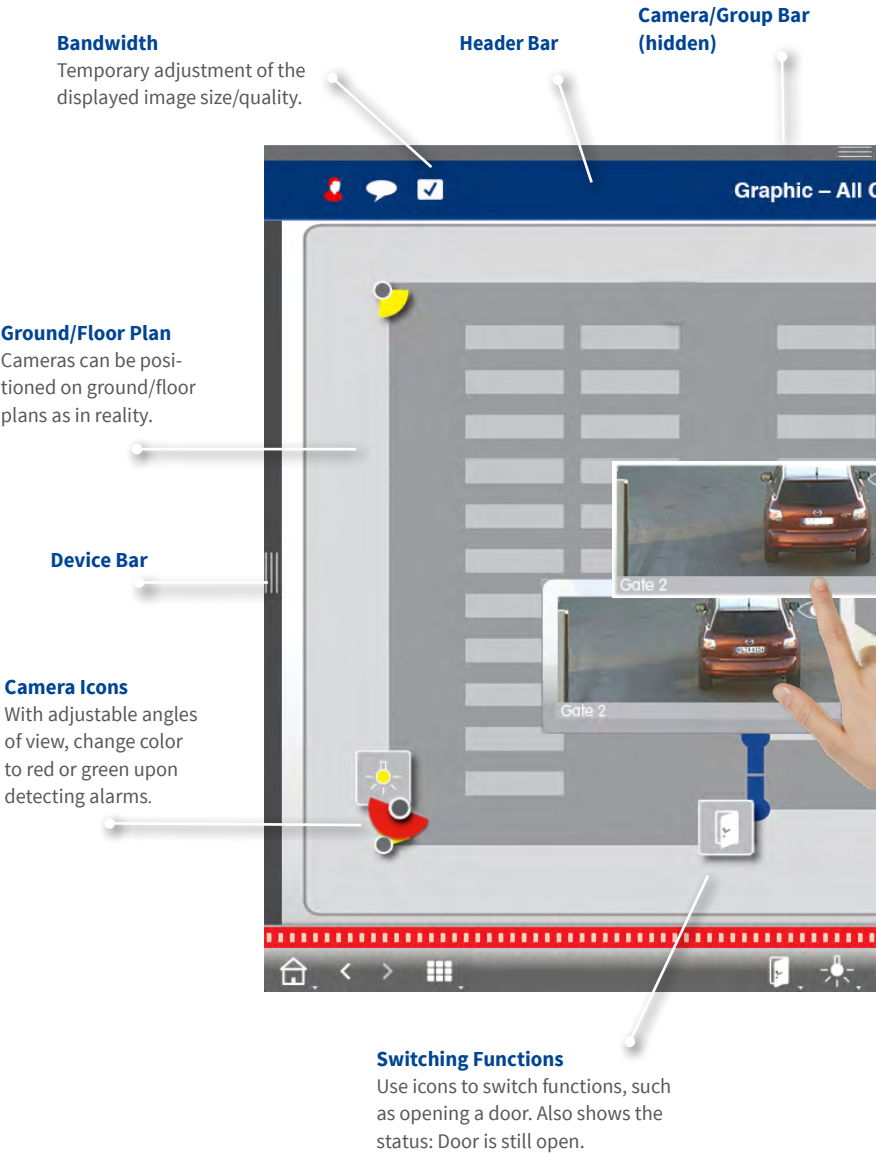 Camera/Group Bar
(hidden)
Bandwidth
Temporary adjustment of the
displayed image size/quality.
Header Bar
Graphic – All
Ground/Floor Plan
Cameras can be posi-
tioned on ground/floor
plans as in reality.
Device Bar
Gate 2
Gate 2
Camera Icons
With adjustable angles
of view, change color
to red or green upon
detecting alarms.
Switching Functions
Use icons to switch functions, such
as opening a door. Also shows the
status: Door is still open.